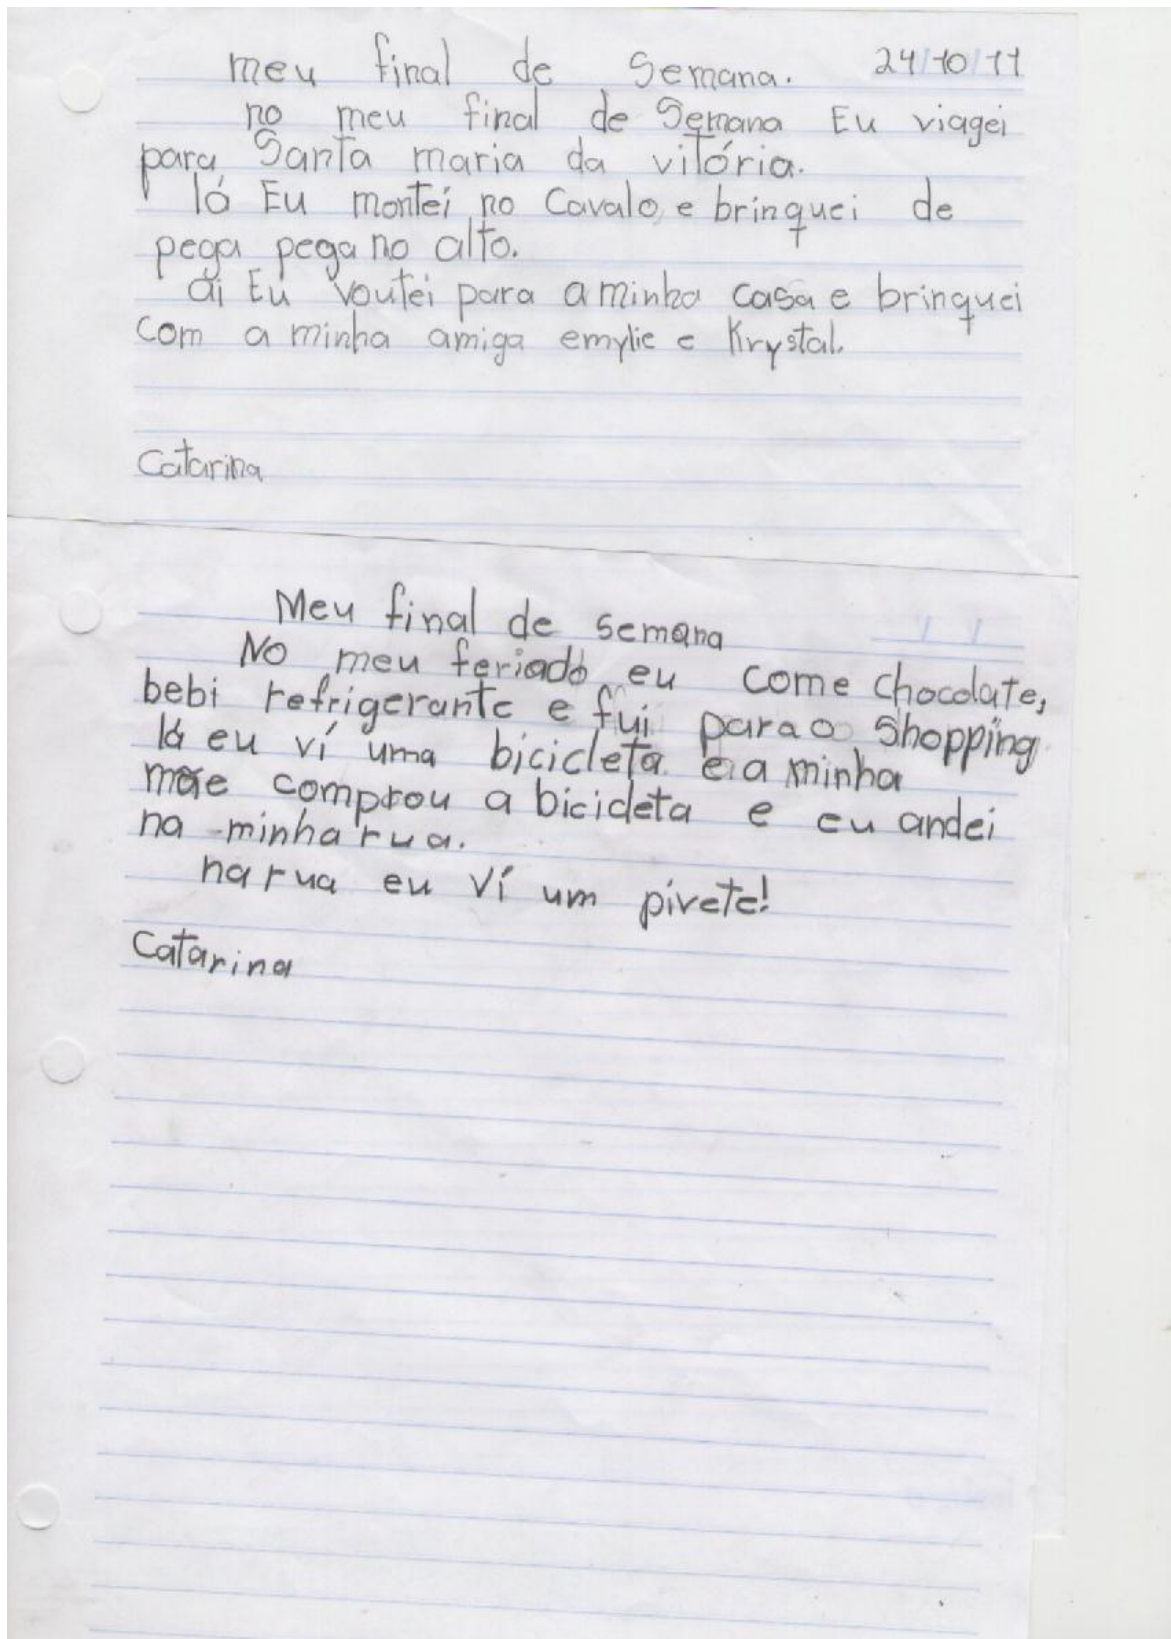 meu final de Semana. 24/10/11
no meu final de Semana Eu viagei
para Santa maria da vitória.
lá Eu montei no Cavalo, e brinquei de
pega pega no alto.
ai Eu voutei para a minha casa e brinquei
com a minha amiga emylie e Krystal.
Catarina
Meu final de semana
No meu feriado eu come chocolate,
bebi refrigerante e fui para o Shopping
lá eu ví uma bicicleta e a minha
mãe comprou a bicicleta e eu andei
na minha rua.
na rua eu ví um pivete!
Catarina